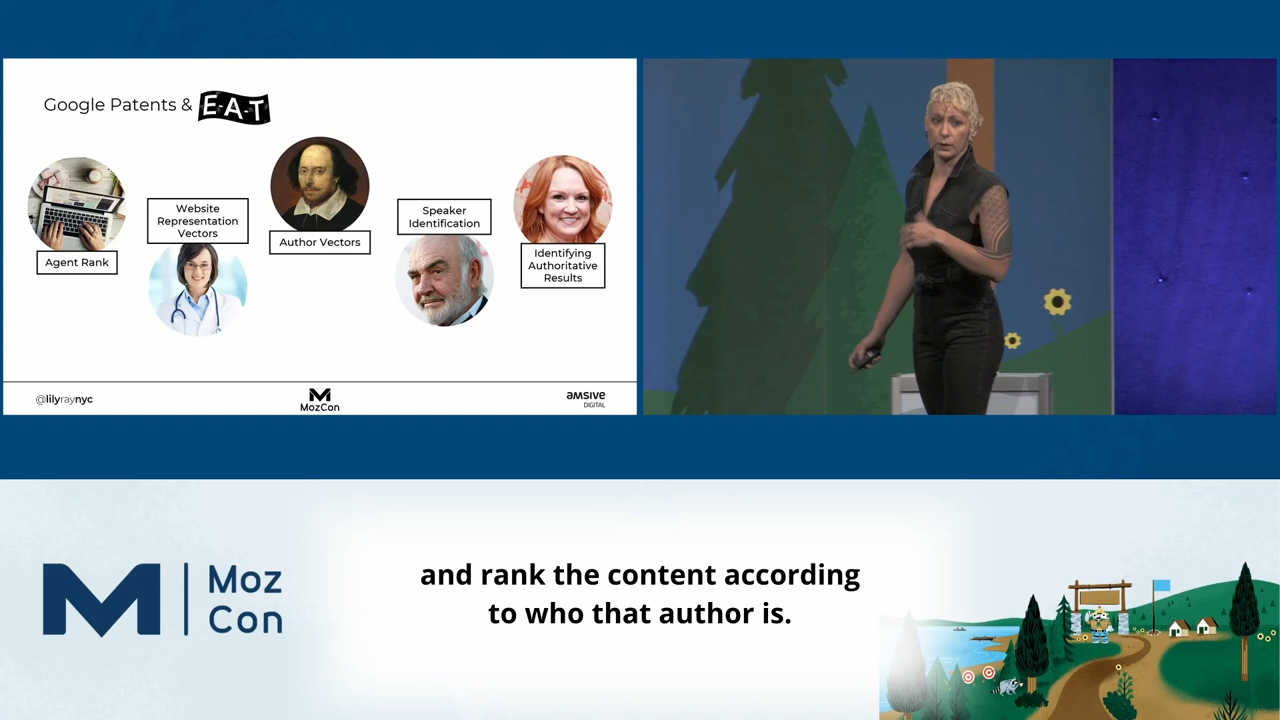 Google Patents & E-A-T
Agent Rank
Website
Representation
Vectors
Author Vectors
Speaker
Identification
Identifying
Authoritative
Results
@lilyraynyc
MozCon
amsive
DIGITAL
Moz
Con
and rank the content according
to who that author is.